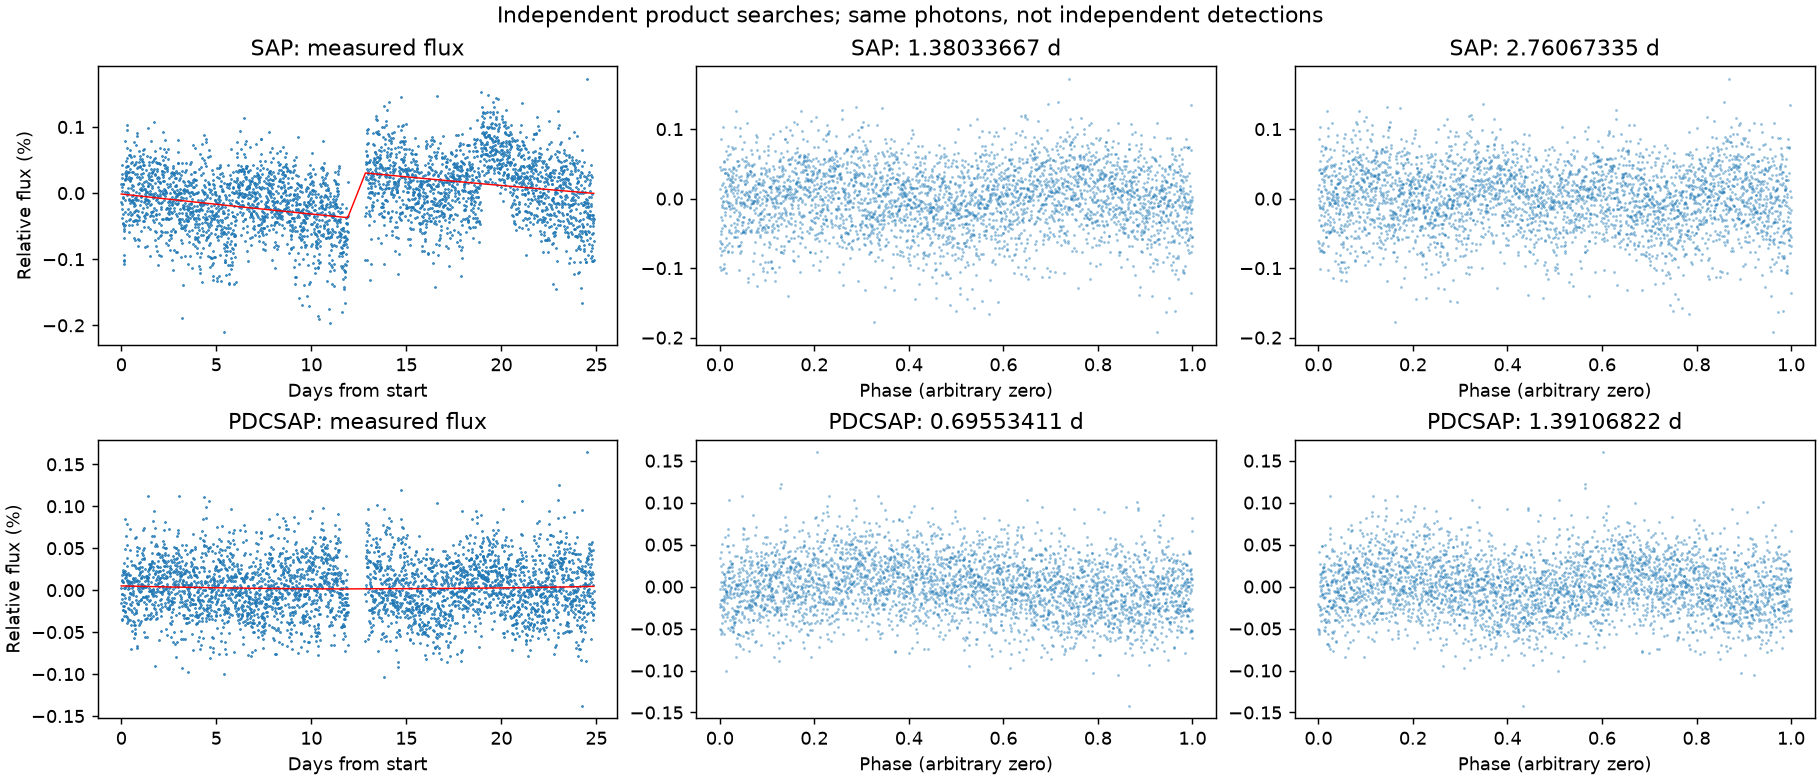 Independent product searches; same photons, not independent detections
SAP: measured flux
SAP: 1.38033667 d
SAP: 2.76067335 d
Relative flux (%)
0.1
0.0
−0.1
−0.2
0.1
0.0
−0.1
−0.2
0.1
0.0
−0.1
−0.2
0 5 10 15 20 25
0.0 0.2 0.4 0.6 0.8 1.0
0.0 0.2 0.4 0.6 0.8 1.0
Days from start
Phase (arbitrary zero)
Phase (arbitrary zero)
PDCSAP: measured flux
PDCSAP: 0.69553411 d
PDCSAP: 1.39106822 d
Relative flux (%)
0.15
0.10
0.05
0.00
−0.05
−0.10
−0.15
0.15
0.10
0.05
0.00
−0.05
−0.10
−0.15
0.15
0.10
0.05
0.00
−0.05
−0.10
−0.15
0 5 10 15 20 25
0.0 0.2 0.4 0.6 0.8 1.0
0.0 0.2 0.4 0.6 0.8 1.0
Days from start
Phase (arbitrary zero)
Phase (arbitrary zero)